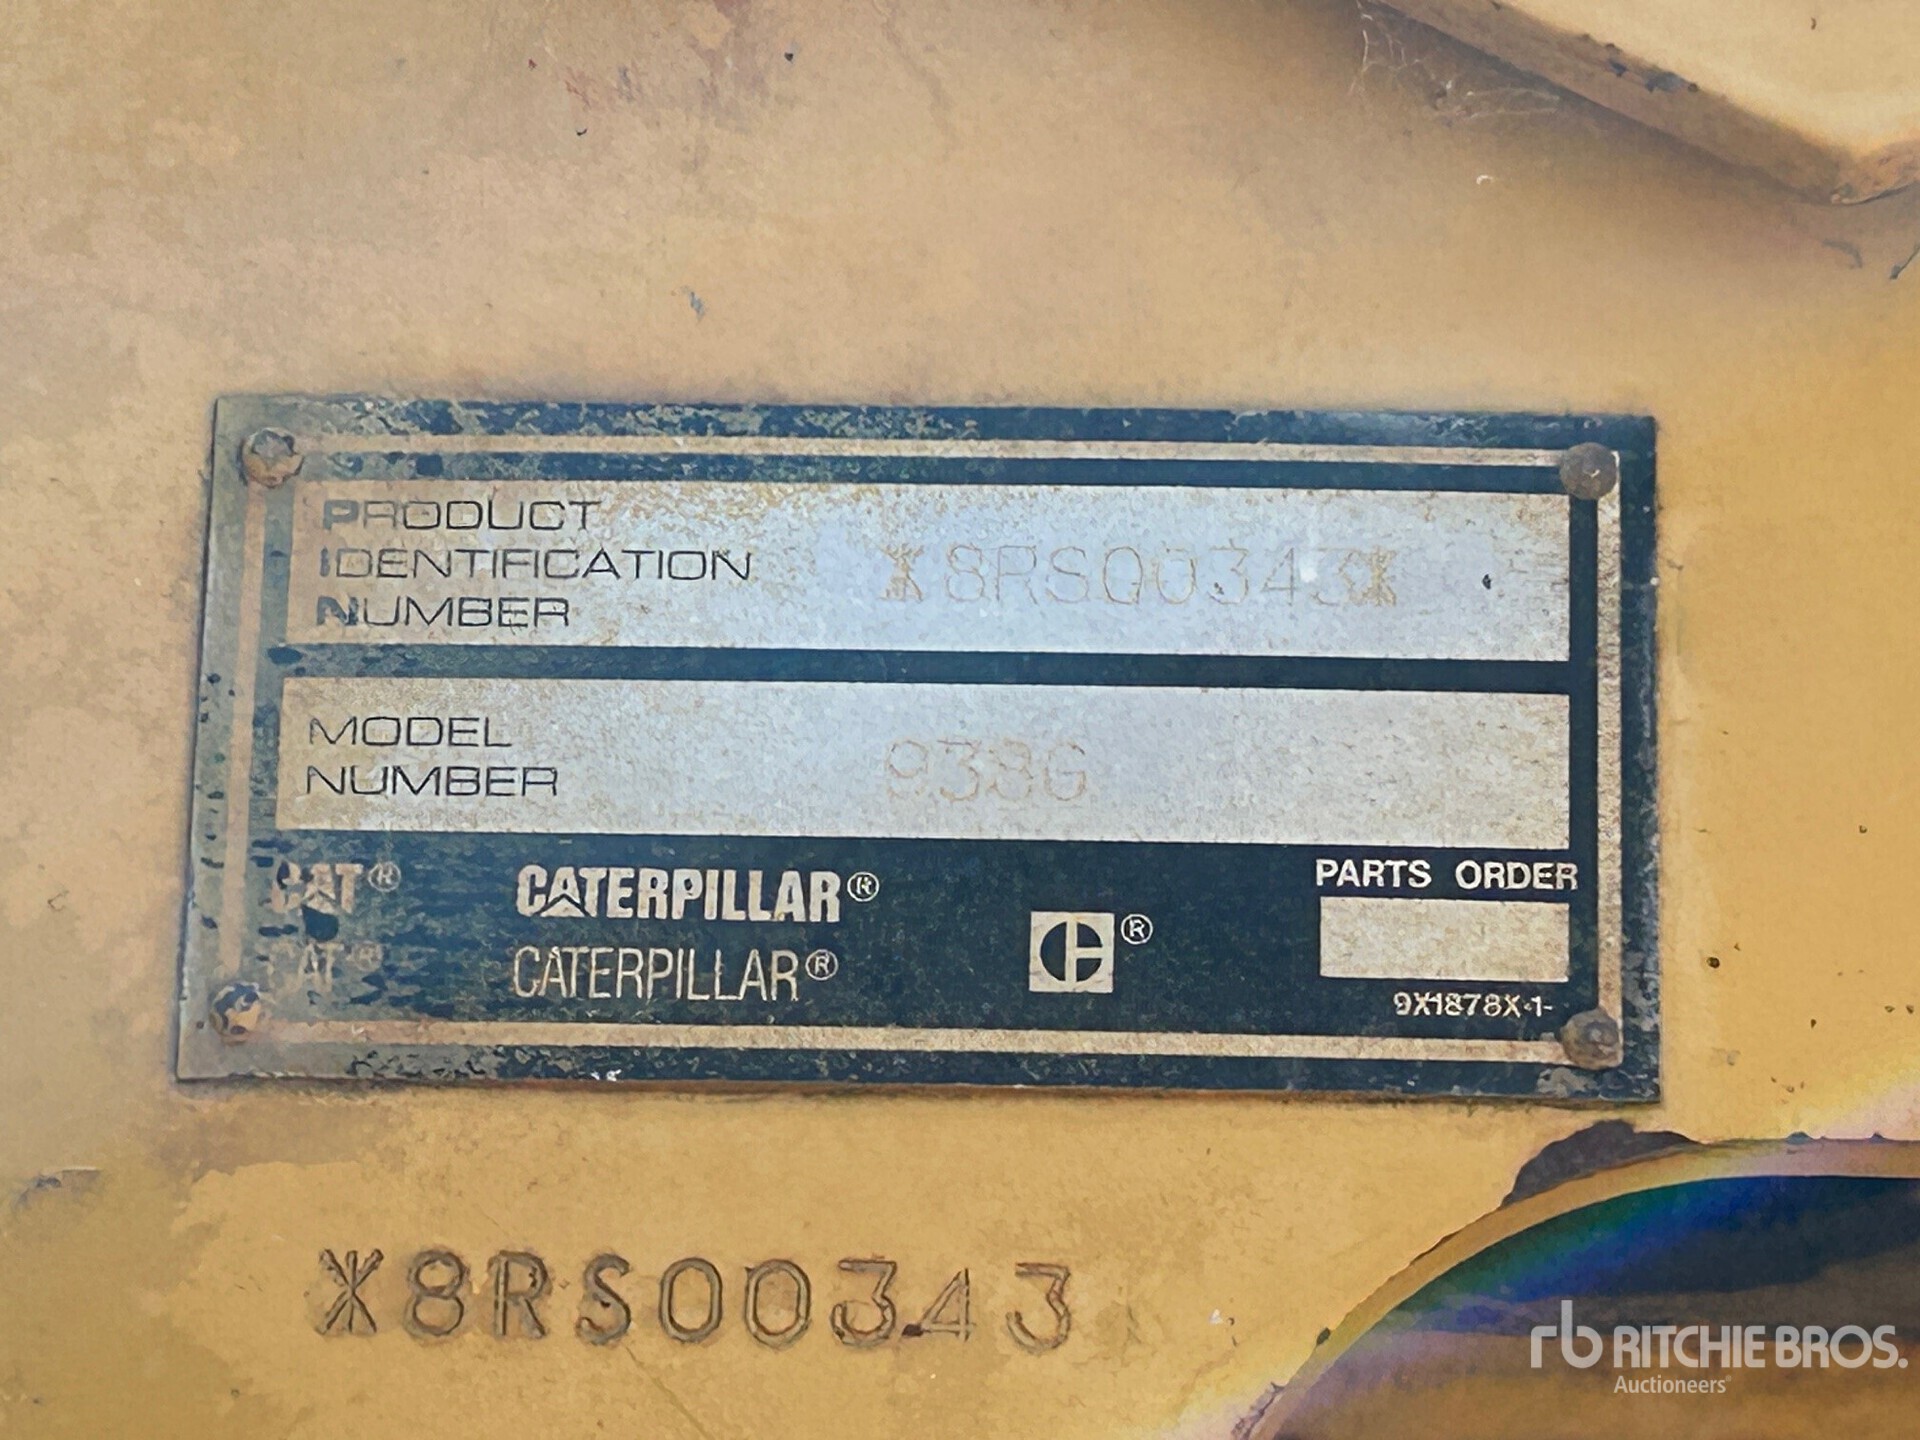 PRODUCT
IDENTIFICATION
NUMBER
*8RS00343*
MODEL
NUMBER
938G
CAT®
CATERPILLAR®
CAT®
CATERPILLAR®
C®
PARTS ORDER
9X1878X-1-
*8RS00343
rb RITCHIE BROS.
Auctioneers